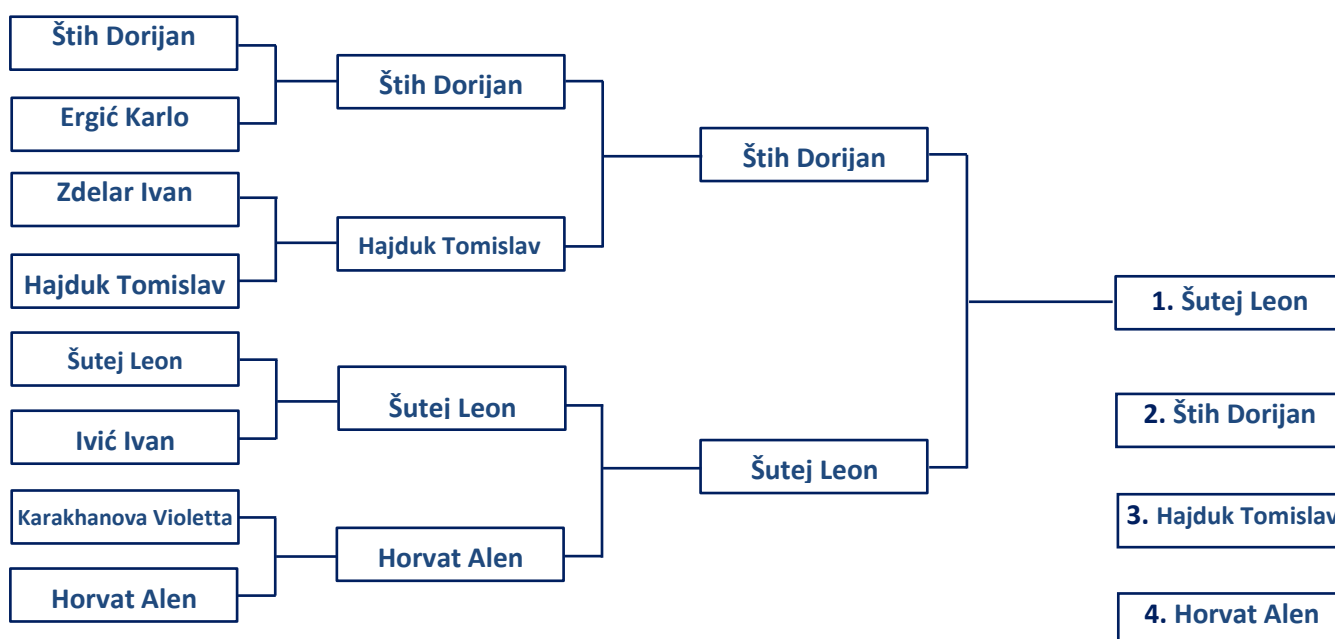 Štih Dorijan
Ergić Karlo
Zdelar Ivan
Hajduk Tomislav
Šutej Leon
Ivić Ivan
Karakhanova Violetta
Horvat Alen
Štih Dorijan
Hajduk Tomislav
Šutej Leon
Horvat Alen
Štih Dorijan
Šutej Leon
1. Šutej Leon
2. Štih Dorijan
3. Hajduk Tomislav
4. Horvat Alen